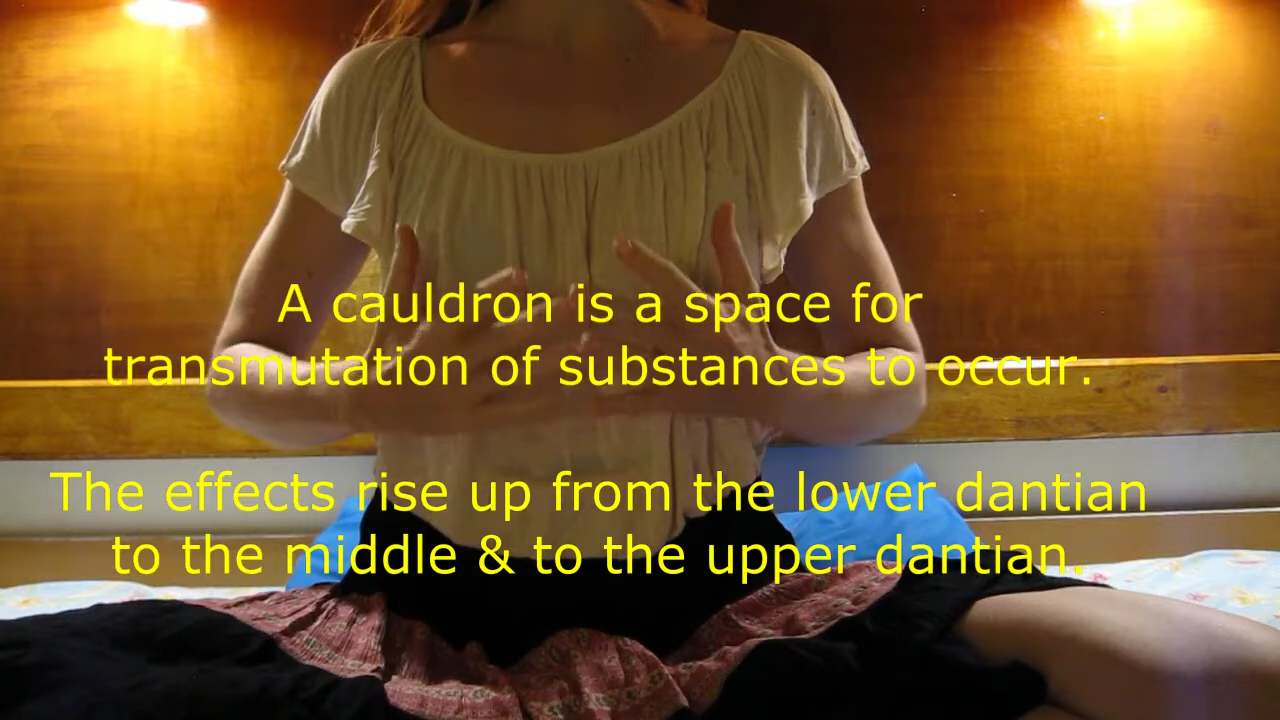 A cauldron is a space for
transmutation of substances to occur.
The effects rise up from the lower dantian
to the middle & to the upper dantian.